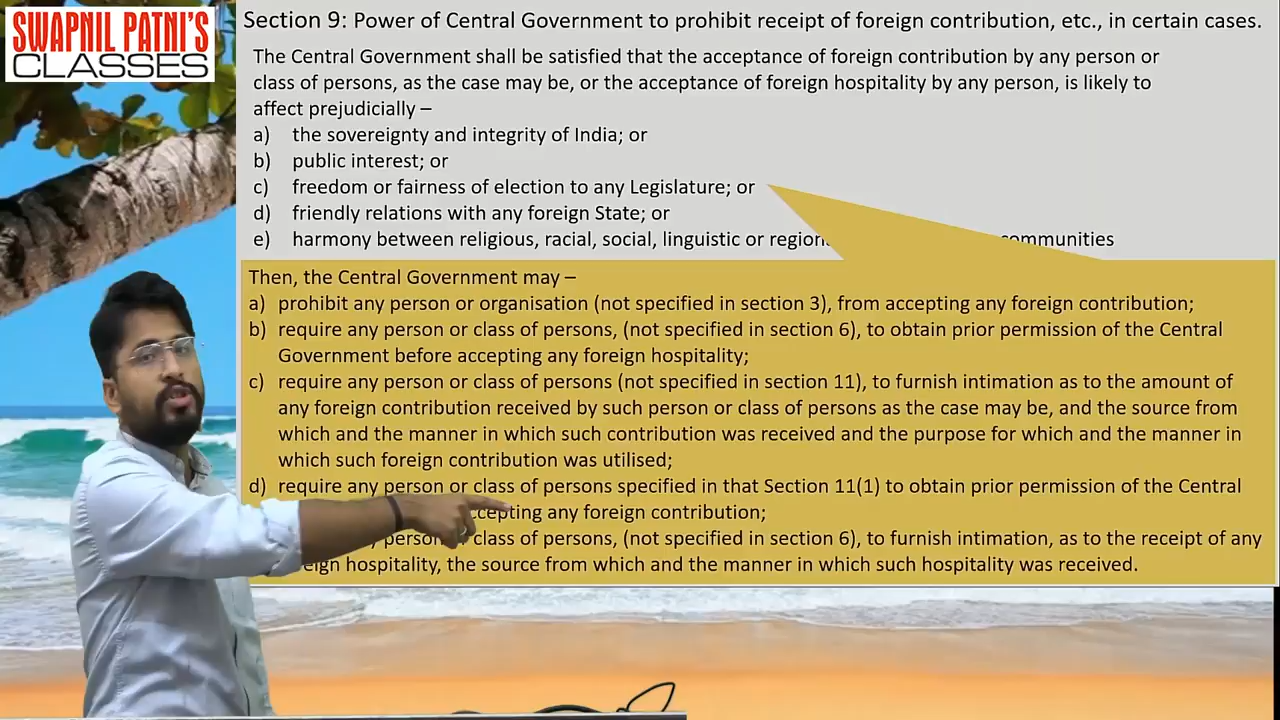 SWAPNIL PATNI'S
CLASSES
Section 9: Power of Central Government to prohibit receipt of foreign contribution, etc., in certain cases.
The Central Government shall be satisfied that the acceptance of foreign contribution by any person or
class of persons, as the case may be, or the acceptance of foreign hospitality by any person, is likely to
affect prejudicially –
a) the sovereignty and integrity of India; or
b) public interest; or
c) freedom or fairness of election to any Legislature; or
d) friendly relations with any foreign State; or
e) harmony between religious, racial, social, linguistic or communities
Then, the Central Government may –
a) prohibit any person or organisation (not specified in section 3), from accepting any foreign contribution;
b) require any person or class of persons, (not specified in section 6), to obtain prior permission of the Central
Government before accepting any foreign hospitality;
c) require any person or class of persons (not specified in section 11), to furnish intimation as to the amount of
any foreign contribution received by such person or class of persons as the case may be, and the source from
which and the manner in which such contribution was received and the purpose for which and the manner in
which such foreign contribution was utilised;
d) require any person or class of persons specified in that Section 11(1) to obtain prior permission of the Central
any foreign contribution;
person class of persons, (not specified in section 6), to furnish intimation, as to the receipt of any
hospitality, the source from which and the manner in which such hospitality was received.